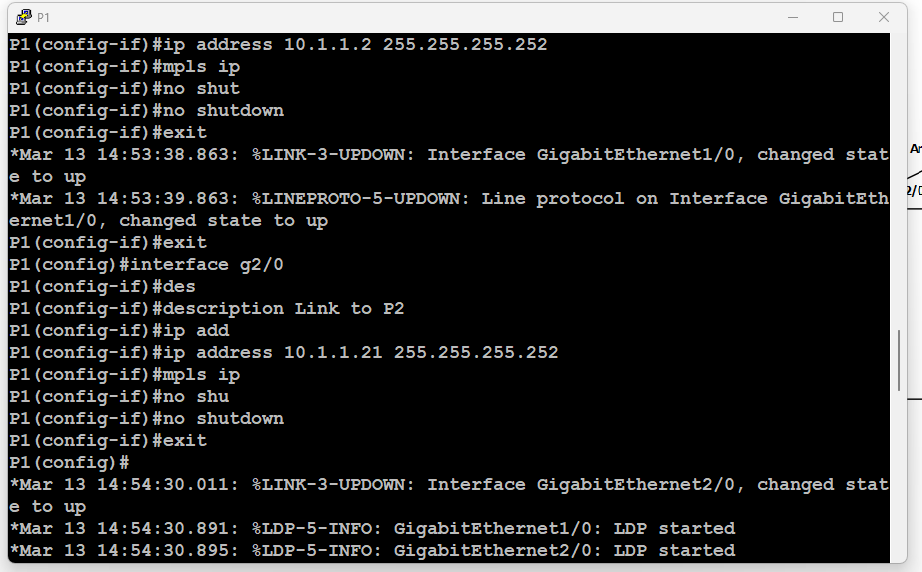 P1
P1(config-if)#ip address 10.1.1.2 255.255.255.252
P1(config-if)#mpls ip
P1(config-if)#no shut
P1(config-if)#no shutdown
P1(config-if)#exit
*Mar 13 14:53:38.863: %LINK-3-UPDOWN: Interface GigabitEthernet1/0, changed stat
e to up
*Mar 13 14:53:39.863: %LINEPROTO-5-UPDOWN: Line protocol on Interface GigabitEth
ernet1/0, changed state to up
P1(config-if)#exit
P1(config)#interface g2/0
P1(config-if)#des
P1(config-if)#description Link to P2
P1(config-if)#ip add
P1(config-if)#ip address 10.1.1.21 255.255.255.252
P1(config-if)#mpls ip
P1(config-if)#no shu
P1(config-if)#no shutdown
P1(config-if)#exit
P1(config)#
*Mar 13 14:54:30.011: %LINK-3-UPDOWN: Interface GigabitEthernet2/0, changed stat
e to up
*Mar 13 14:54:30.891: %LDP-5-INFO: GigabitEthernet1/0: LDP started
*Mar 13 14:54:30.895: %LDP-5-INFO: GigabitEthernet2/0: LDP started